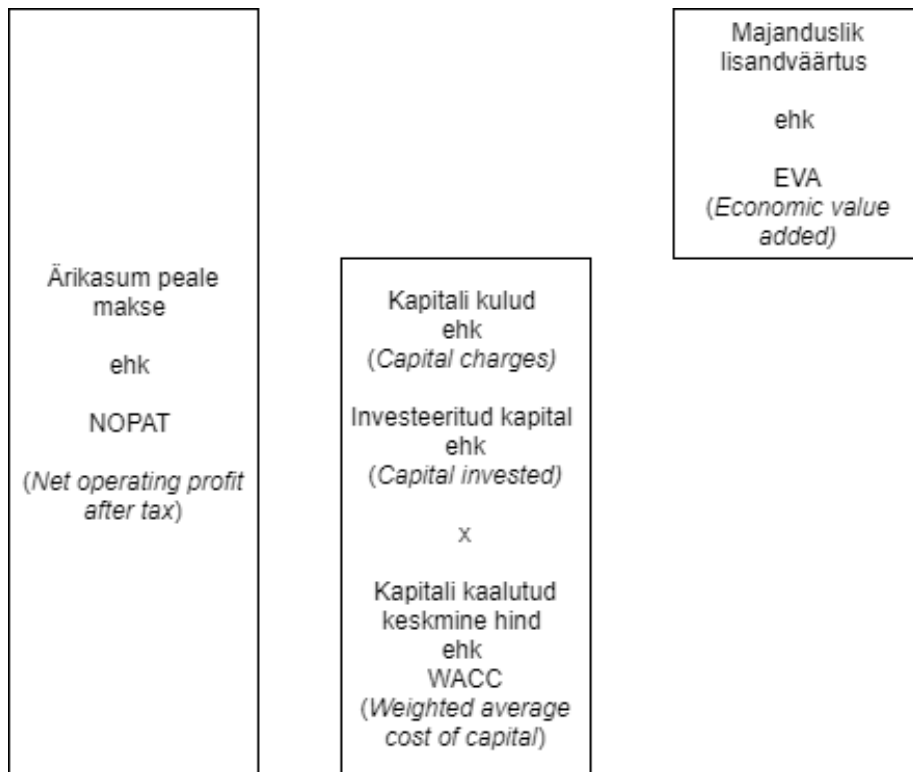 Ärikasum peale
makse
ehk
NOPAT
(Net operating profit
after tax)
Kapitali kulud
ehk
(Capital charges)
Investeeritud kapital
ehk
(Capital invested)
x
Kapitali kaalutud
keskmine hind
ehk
WACC
(Weighted average
cost of capital)
Majanduslik
lisandväärtus
ehk
EVA
(Economic value
added)